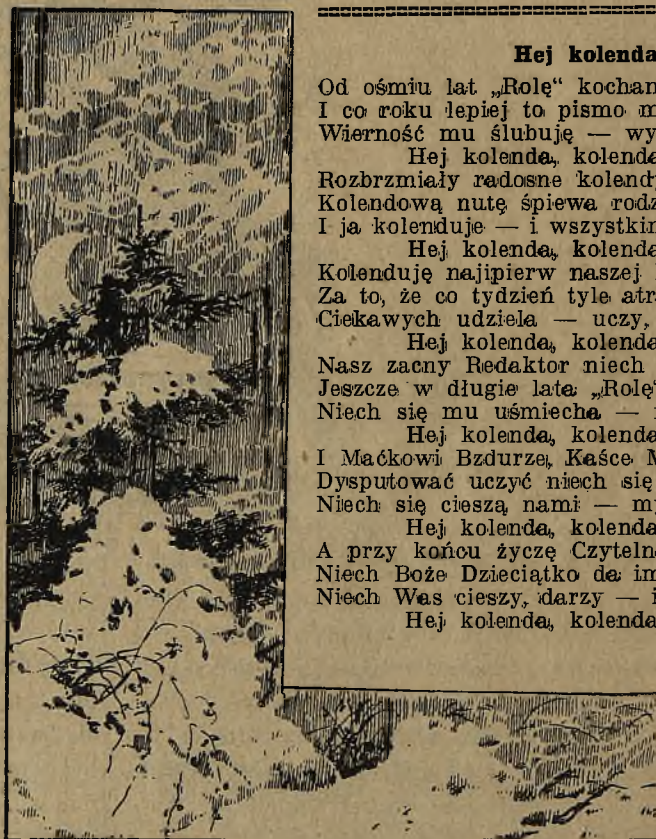 Hej kolenda
Od ośmiu lat „Rolę“ kochan
I co roku lepiej to pismo m
Wierność mu ślubuję — wy
Hej kolenda, kolenda
Rozbrzmiały radosne kolend
Kolendową nutę śpiewa rodz
I ja kolenduje — i wszystkim
Hej kolenda, kolenda
Kolenduję najpierw naszej
Za to, że co tydzień tyle atr
Ciekawych udziela — uczy,
Hej kolenda, kolenda
Nasz zacny Redaktor niech
Jeszcze w długie lata „Rolę“
Niech się mu uśmiecha —
Hej kolenda, kolenda
I Maćkowi Bzdurze, Kaśce M
Dysputować uczyć niech się
Niech się cieszą nami — my
Hej kolenda, kolenda
A przy końcu życzę Czyteln
Niech Boże Dzieciątko da im
Niech Was cieszy, darzy — i
Hej kolenda, kolenda